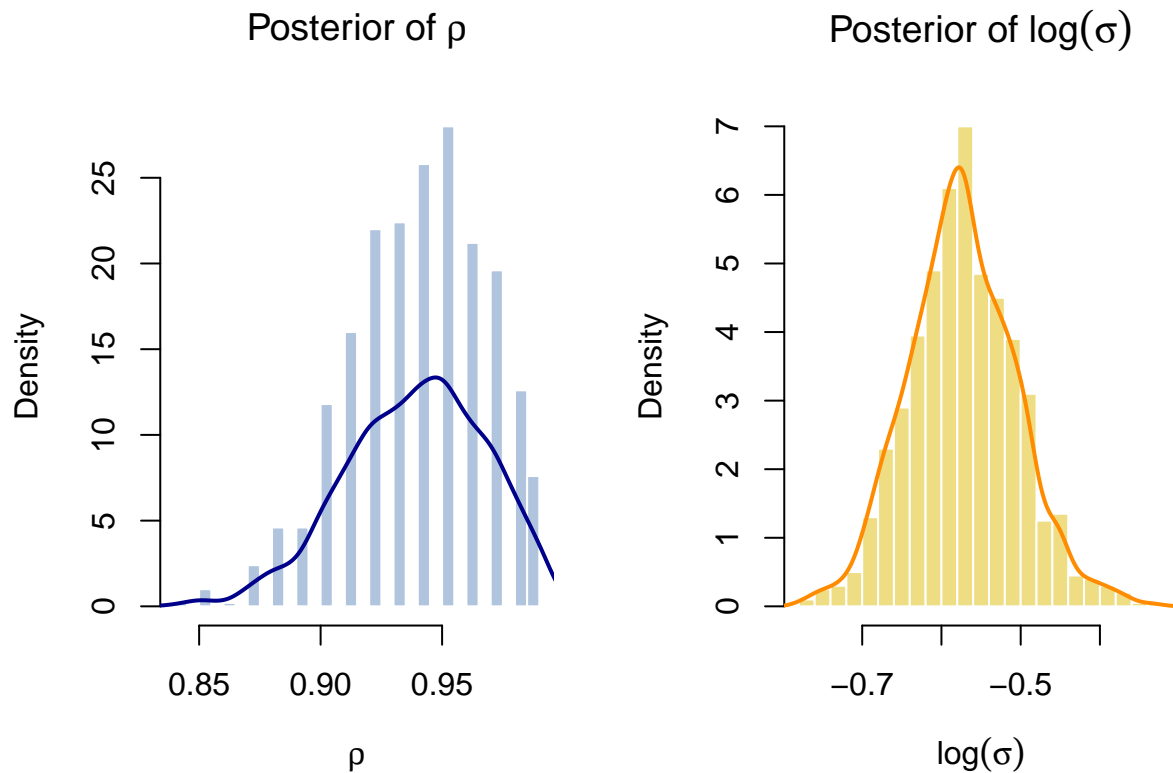 Posterior of ρ
Density
0
5
10
15
20
25
0.85 0.90 0.95
ρ
Posterior of log(σ)
Density
0
1
2
3
4
5
6
7
−0.7 −0.5
log(σ)